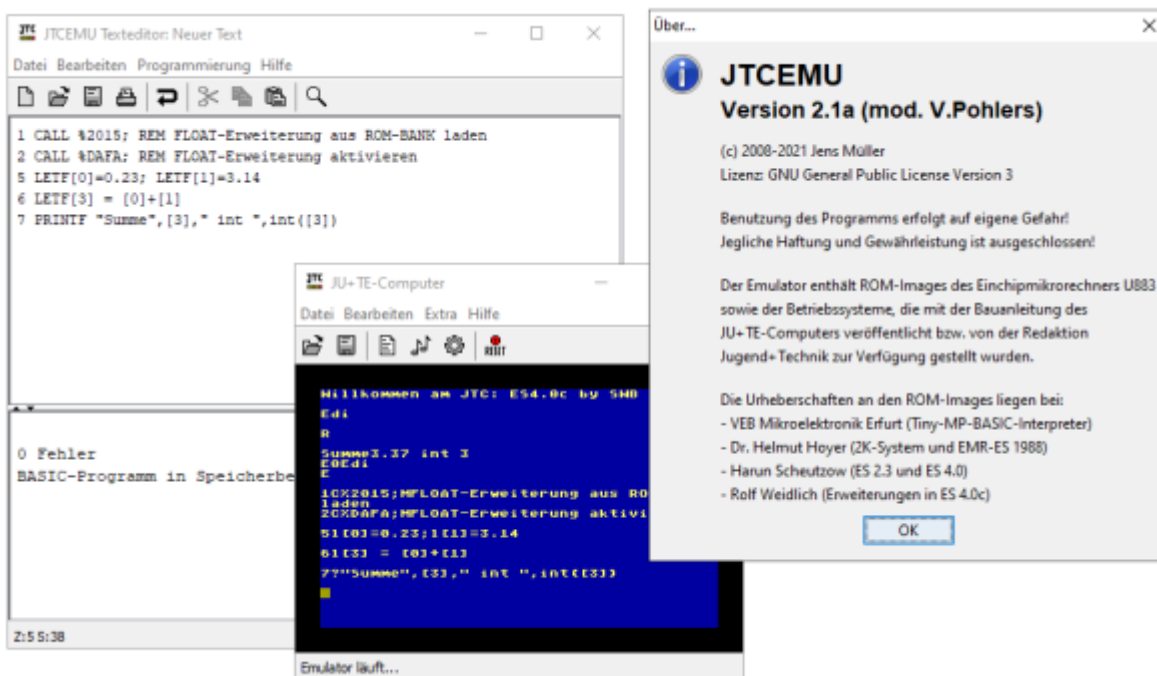 JTCEMU Texteditor: Neuer Text
Datei Bearbeiten Programmierung Hilfe
1 CALL %2015; REM FLOAT-Erweiterung aus ROM-BANK laden
2 CALL %DAFA; REM FLOAT-Erweiterung aktivieren
5 LETF[0]=0.23; LETF[1]=3.14
6 LETF[3] = [0]+[1]
7 PRINTF "Summe",[3]," int ",int([3])
0 Fehler
BASIC-Programm in Speicherbe
Z:5 S:38
JU+TE-Computer
Datei Bearbeiten Extra Hilfe
RESET
Willkommen am JTC: ES4.0c by SWB
Edi
R
Summe3.37 int 3
E0Edi
E
1C%2015;MFLOAT-Erweiterung aus RO
laden
2C%DAFA;MFLOAT-Erweiterung aktivi
5l[0]=0.23;l[1]=3.14
6l[3] = [0]+[1]
7?"Summe",[3]," int ",int([3])
Emulator läuft...
Über...
JTCEMU
Version 2.1a (mod. V.Pohlers)
(c) 2008-2021 Jens Müller
Lizenz: GNU General Public License Version 3
Benutzung des Programms erfolgt auf eigene Gefahr!
Jegliche Haftung und Gewährleistung ist ausgeschlossen!
Der Emulator enthält ROM-Images des Einchipmikrorechners U883
sowie der Betriebssysteme, die mit der Bauanleitung des
JU+TE-Computers veröffentlicht bzw. von der Redaktion
Jugend+Technik zur Verfügung gestellt wurden.
Die Urheberschaften an den ROM-Images liegen bei:
- VEB Mikroelektronik Erfurt (Tiny-MP-BASIC-Interpreter)
- Dr. Helmut Hoyer (2K-System und EMR-ES 1988)
- Harun Scheutzow (ES 2.3 und ES 4.0)
- Rolf Weidlich (Erweiterungen in ES 4.0c)
OK